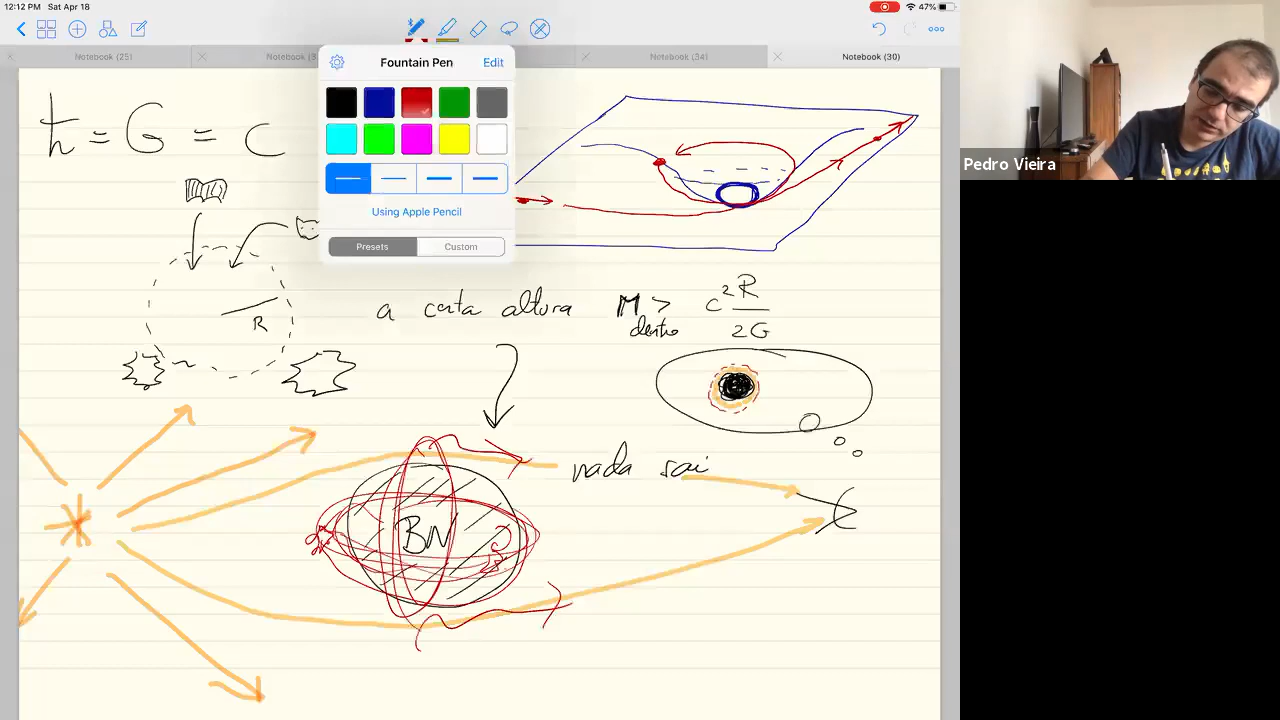 12:12 PM Sat Apr 18
47%
Notebook (25)
Notebook (34)
Notebook (30)
Fountain Pen
Edit
Using Apple Pencil
Presets
Custom
Pedro Vieira
ħ = G = c
R
a certa altura M dentro > c² R / 2G
nada sai
BN